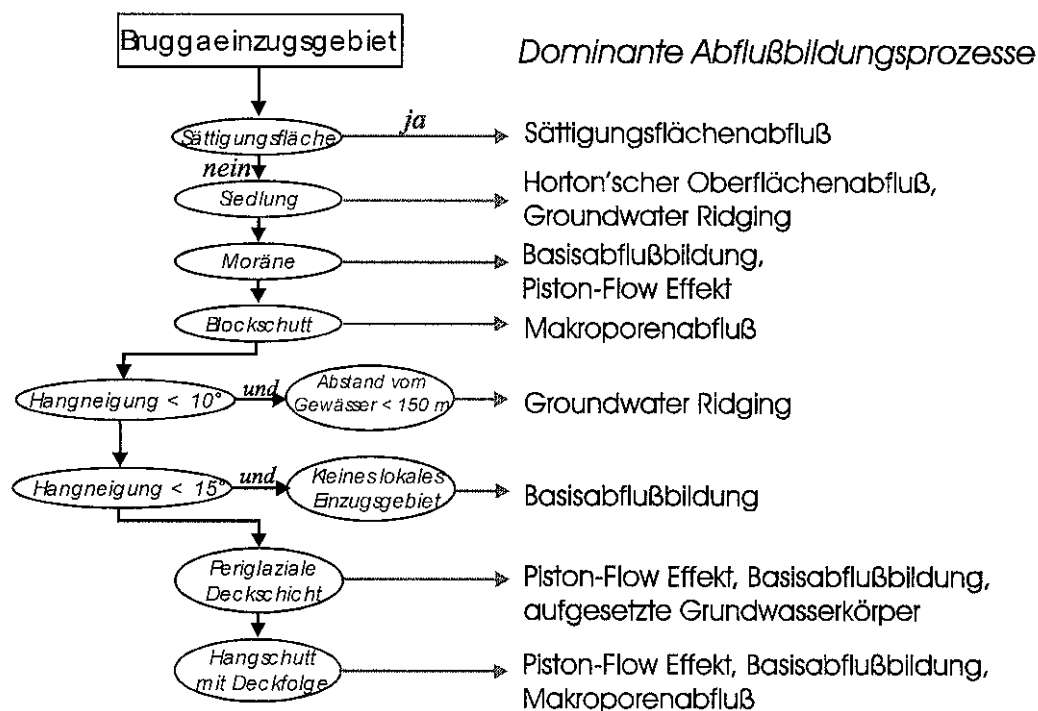 Bruggaeinzugsgebiet
Dominante Abflußbildungsprozesse
Sättigungsfläche
ja
Sättigungsflächenabfluß
nein
Siedlung
Horton'scher Oberflächenabfluß,
Groundwater Ridging
Moräne
Basisabflußbildung,
Piston-Flow Effekt
Blockschutt
Makroporenabfluß
Hangneigung < 10°
und
Abstand vom
Gewässer < 150 m
Groundwater Ridging
Hangneigung < 15°
und
Kleines lokales
Einzugsgebiet
Basisabflußbildung
Periglaziale
Deckschicht
Piston-Flow Effekt, Basisabflußbildung,
aufgesetzte Grundwasserkörper
Hangschutt
mit Deckfolge
Piston-Flow Effekt, Basisabflußbildung,
Makroporenabfluß